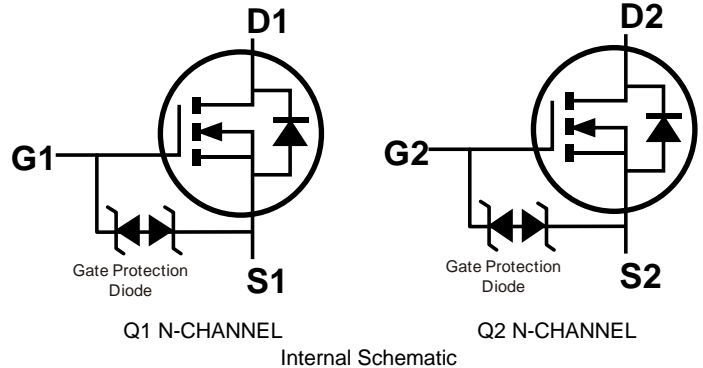 D1
D2
G1
G2
Gate Protection
Diode
S1
Gate Protection
Diode
S2
Q1 N-CHANNEL
Q2 N-CHANNEL
Internal Schematic